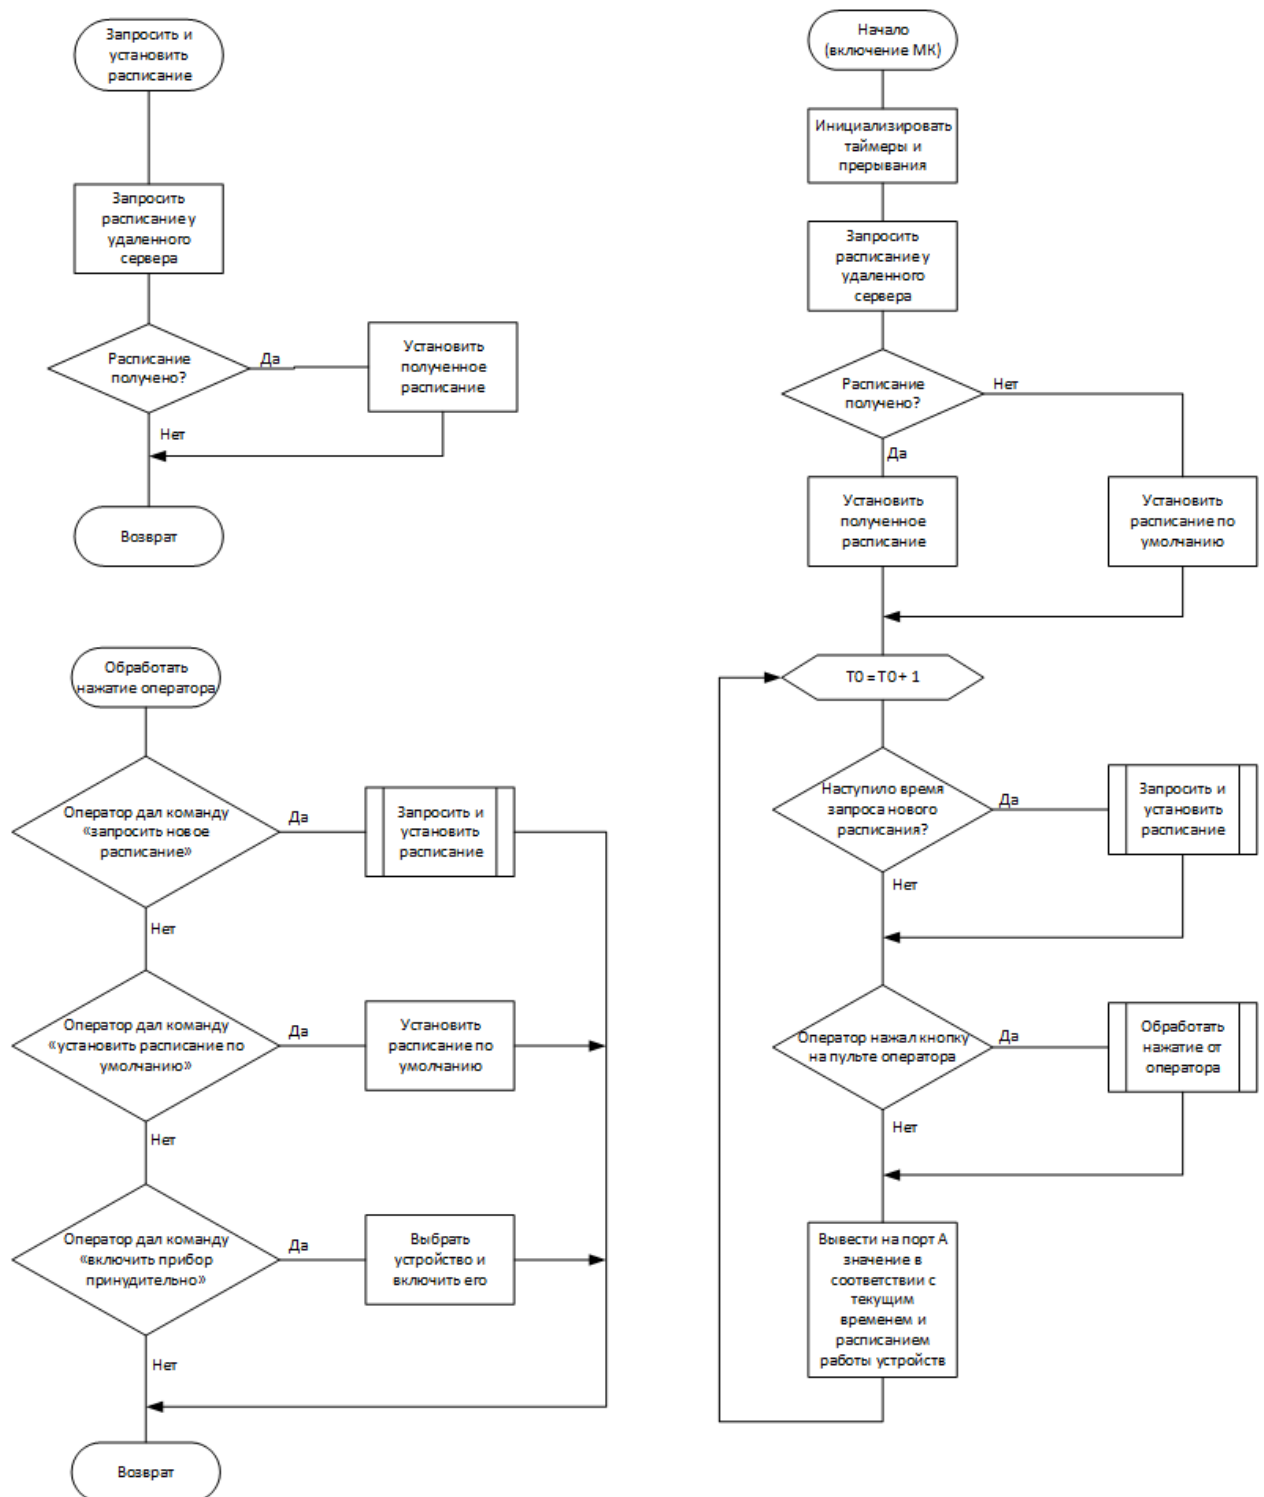 Запросить и
установить
расписание
Запросить
расписание у
удаленного
сервера
Расписание
получено?
Да
Установить
полученное
расписание
Нет
Возврат
Обработать
нажатие оператора
Оператор дал команду
«запросить новое
расписание»
Да
Запросить и
установить
расписание
Нет
Оператор дал команду
«установить расписание по
умолчанию»
Да
Установить
расписание по
умолчанию
Нет
Оператор дал команду
«включить прибор
принудительно»
Да
Выбрать
устройство и
включить его
Нет
Возврат
Начало
(включение МК)
Инициализировать
таймеры и
прерывания
Запросить
расписание у
удаленного
сервера
Расписание
получено?
Нет
Да
Установить
полученное
расписание
Установить
расписание по
умолчанию
T0 = T0 + 1
Наступило время
запроса нового
расписания?
Да
Запросить и
установить
расписание
Нет
Оператор нажал кнопку
на пульте оператора
Да
Обработать
нажатие от
оператора
Нет
Вывести на порт А
значение в
соответствии с
текущим
временем и
расписанием
работы устройств